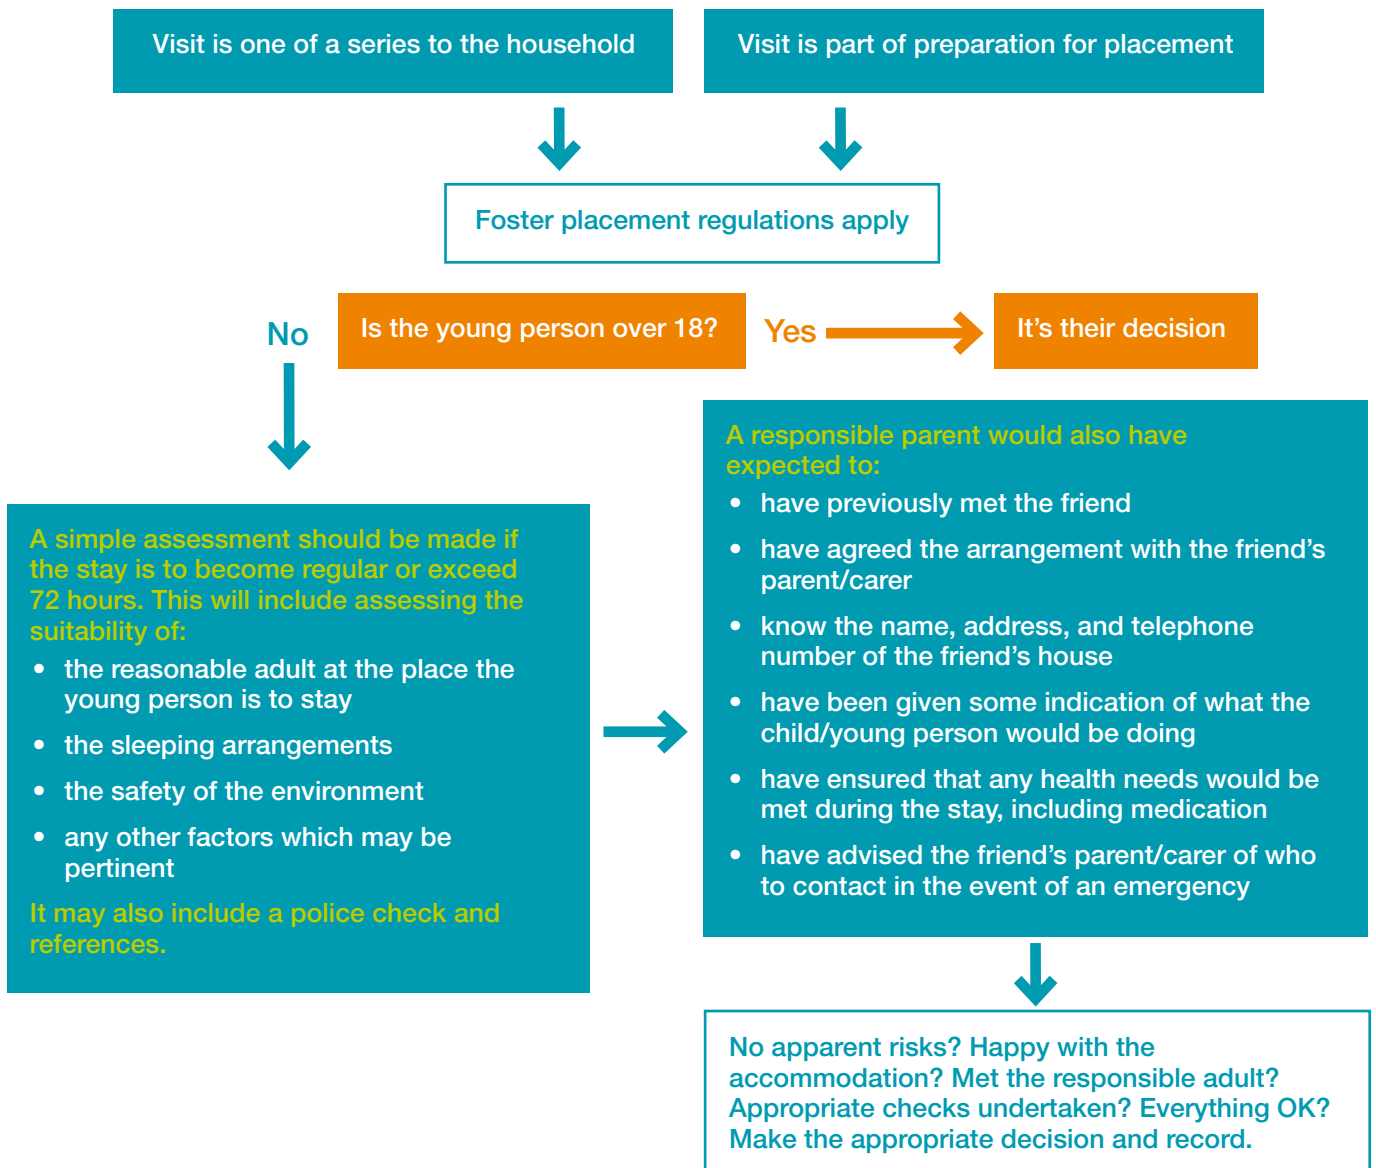 Visit is one of a series to the household
Visit is part of preparation for placement
Foster placement regulations apply
No
Is the young person over 18?
Yes
It’s their decision
A simple assessment should be made if
the stay is to become regular or exceed
72 hours. This will include assessing the
suitability of:
• the reasonable adult at the place the
young person is to stay
• the sleeping arrangements
• the safety of the environment
• any other factors which may be
pertinent
It may also include a police check and
references.
A responsible parent would also have
expected to:
• have previously met the friend
• have agreed the arrangement with the friend’s
parent/carer
• know the name, address, and telephone
number of the friend’s house
• have been given some indication of what the
child/young person would be doing
• have ensured that any health needs would be
met during the stay, including medication
• have advised the friend’s parent/carer of who
to contact in the event of an emergency
No apparent risks? Happy with the
accommodation? Met the responsible adult?
Appropriate checks undertaken? Everything OK?
Make the appropriate decision and record.